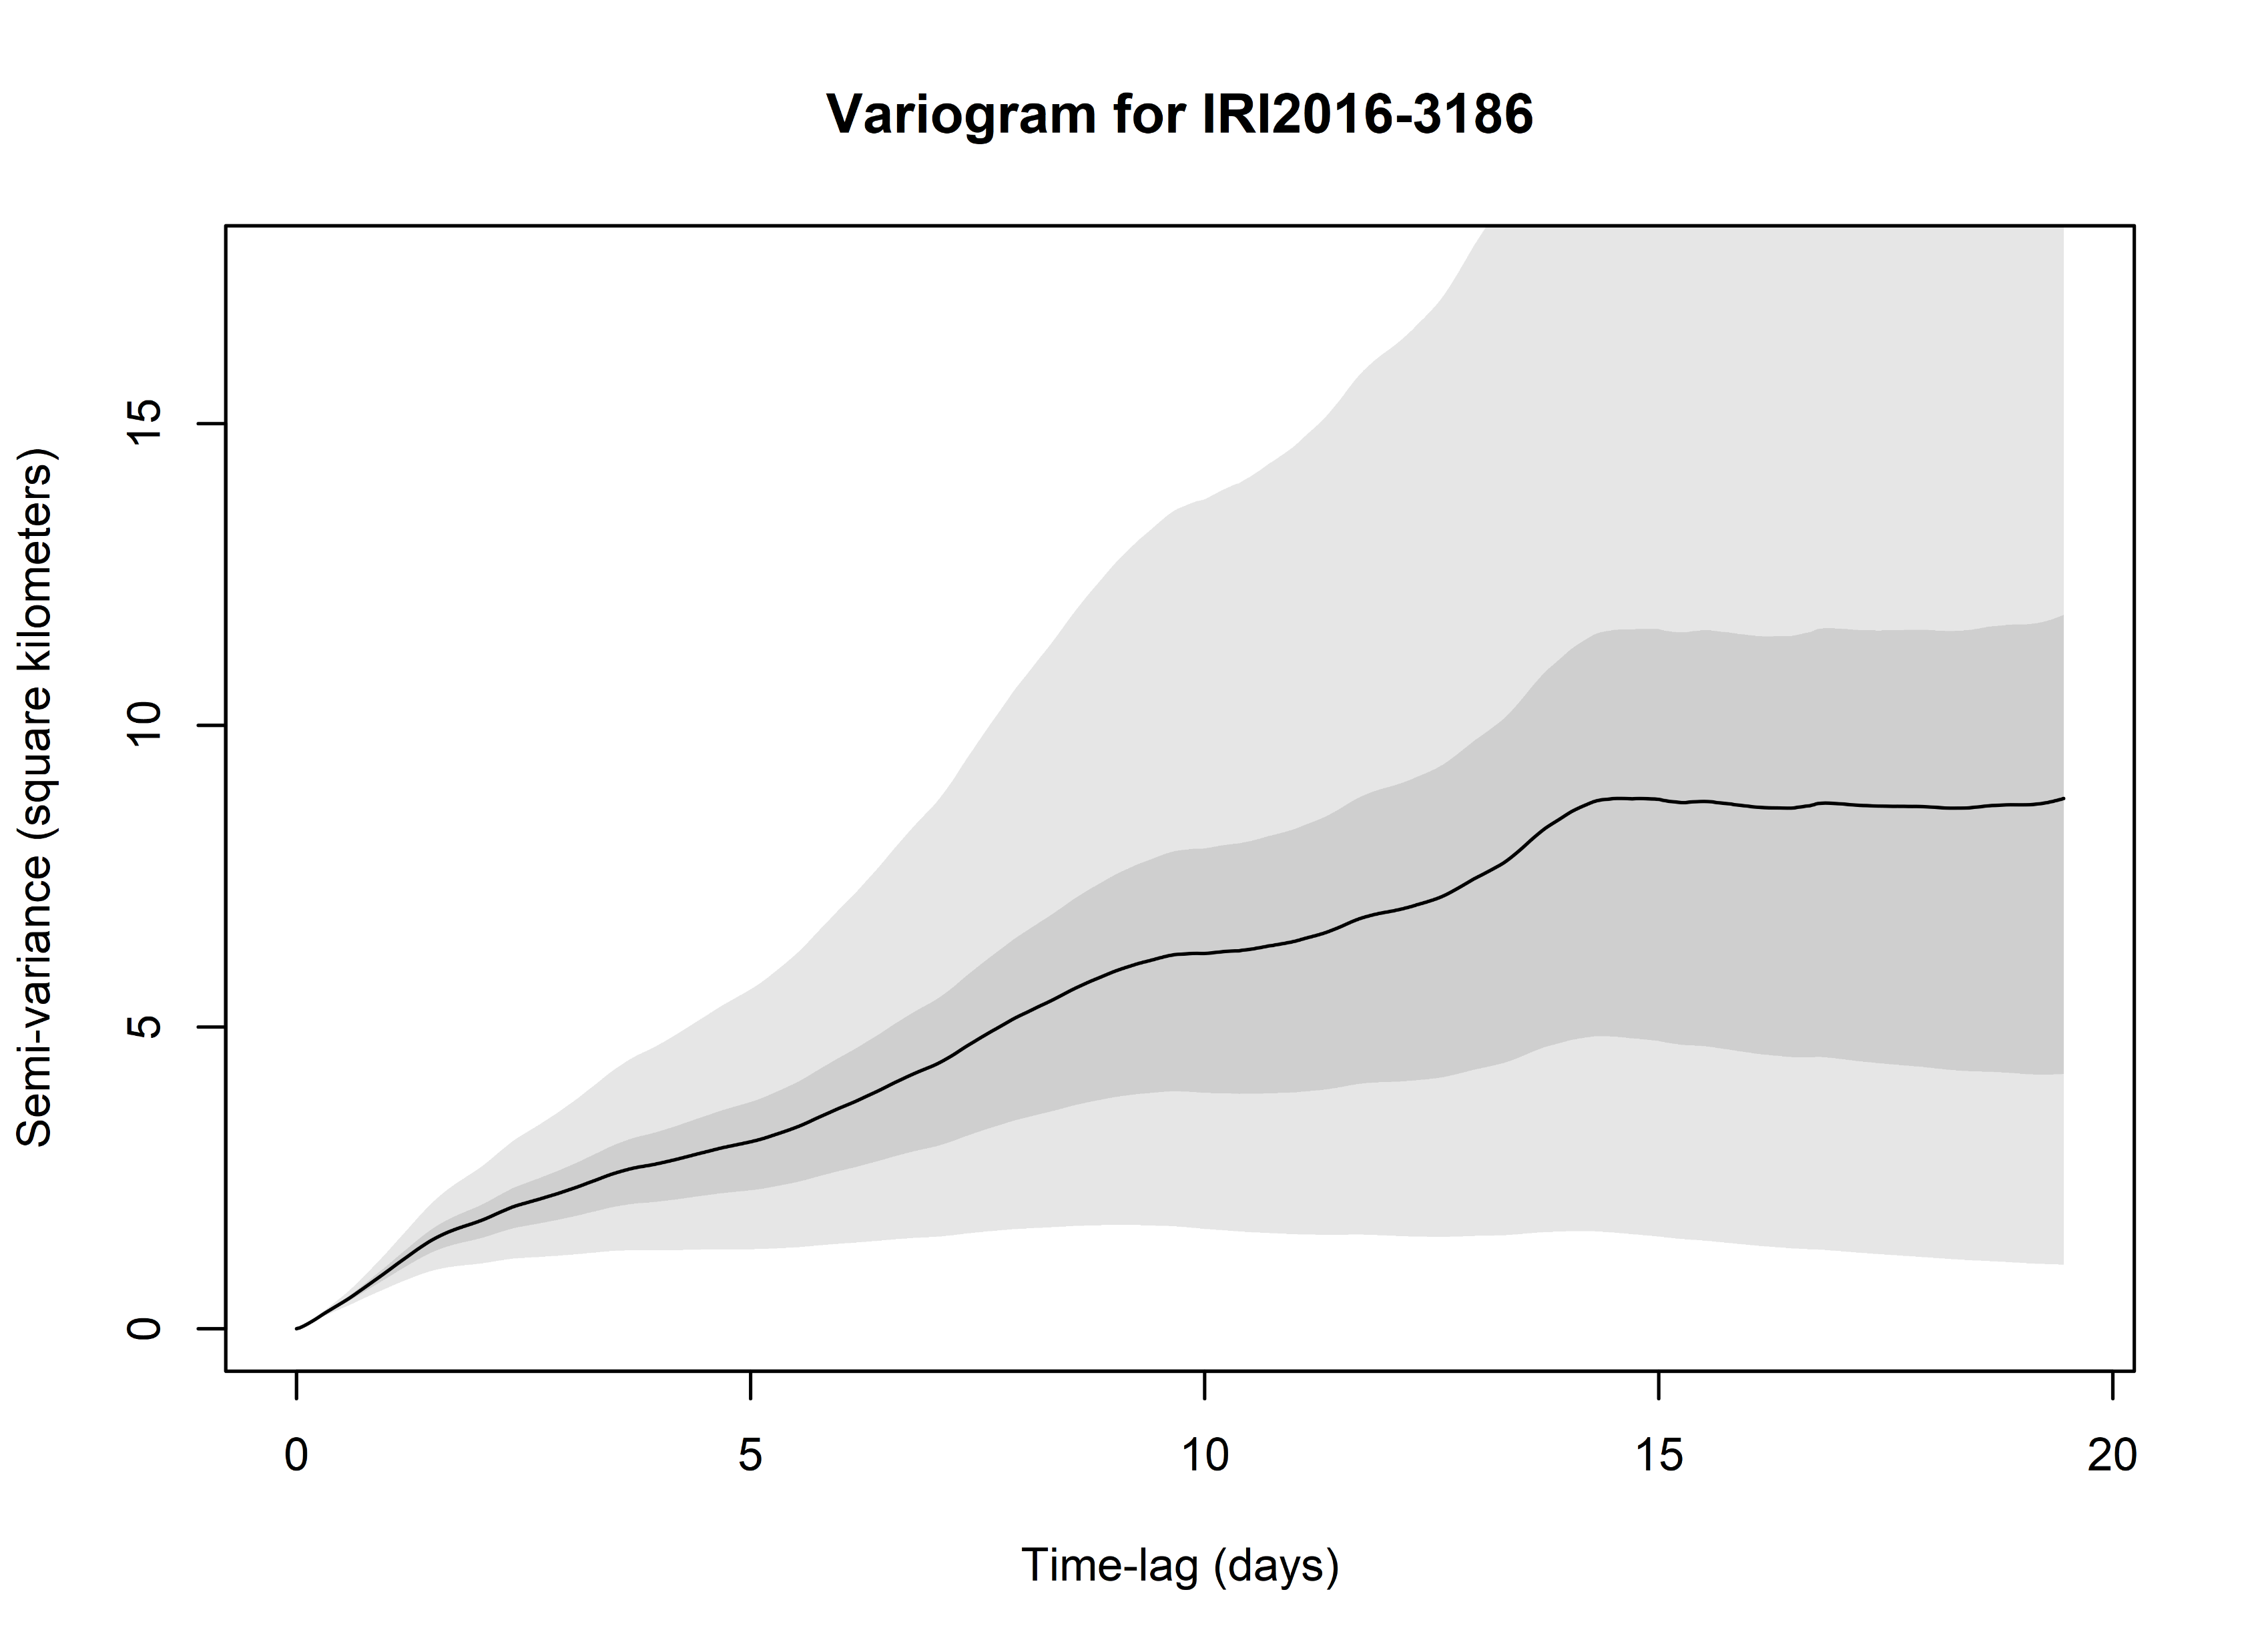 Variogram for IRI2016-3186
Semi-variance (square kilometers)
15
10
5
0
0 5 10 15 20
Time-lag (days)